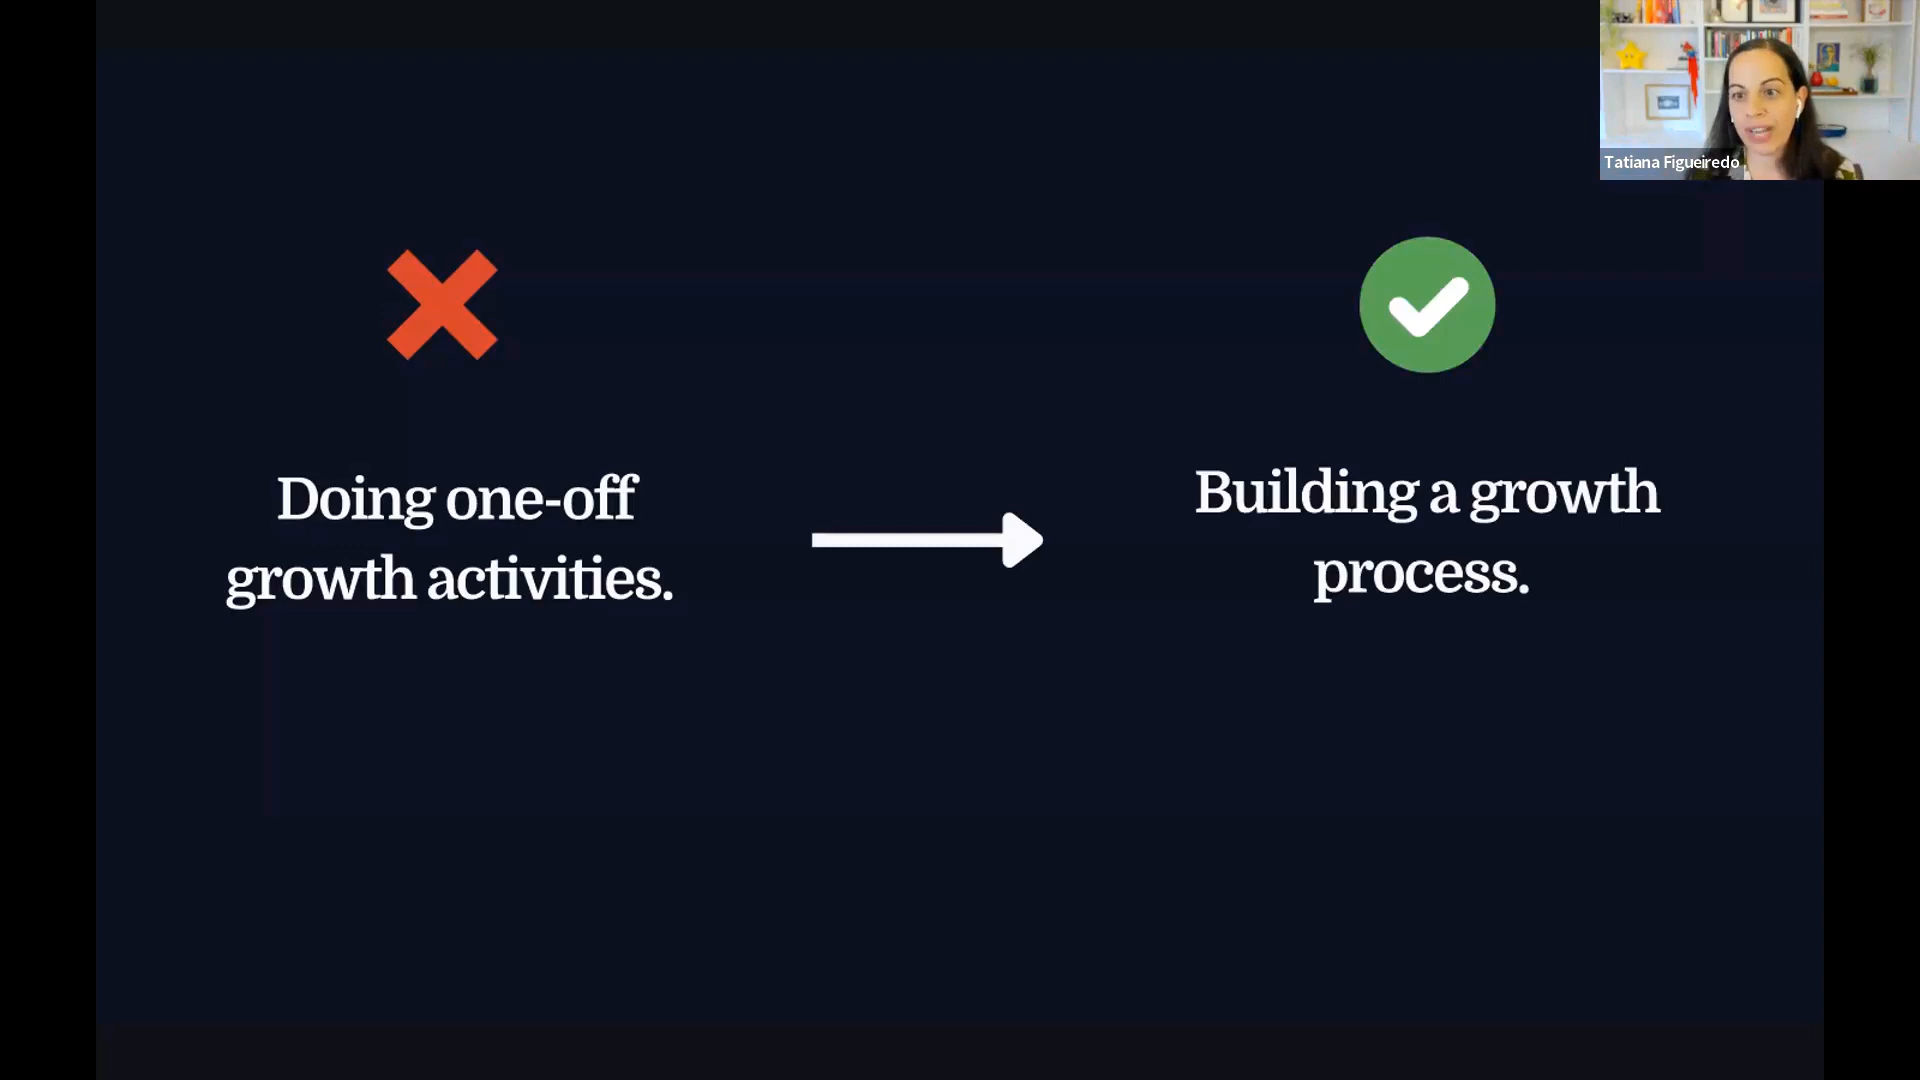 Tatiana Figueiredo
Doing one-off
growth activities.
Building a growth
process.